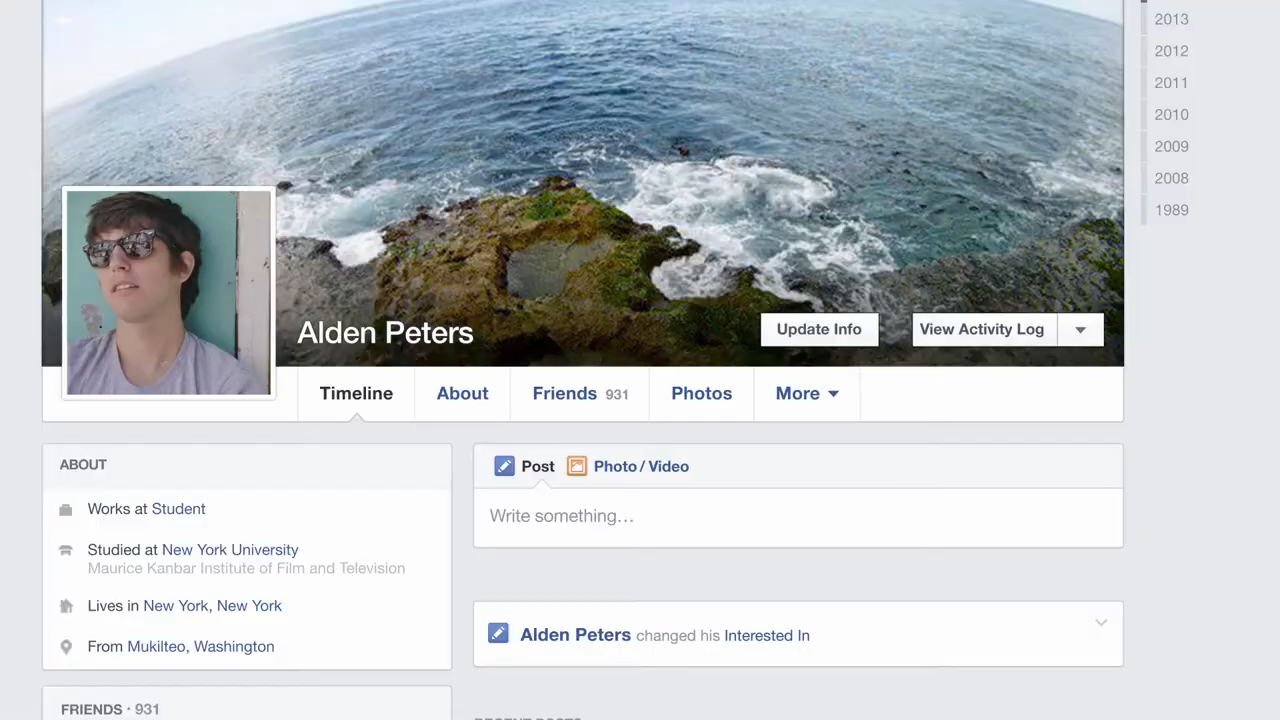 2013
2012
2011
2010
2009
2008
1989
Alden Peters
Update Info
View Activity Log
Timeline
About
Friends 931
Photos
More
ABOUT
Works at Student
Studied at New York University
Maurice Kanbar Institute of Film and Television
Lives in New York, New York
From Mukilteo, Washington
FRIENDS · 931
Post
Photo / Video
Write something…
Alden Peters changed his Interested In
RECENT POSTS